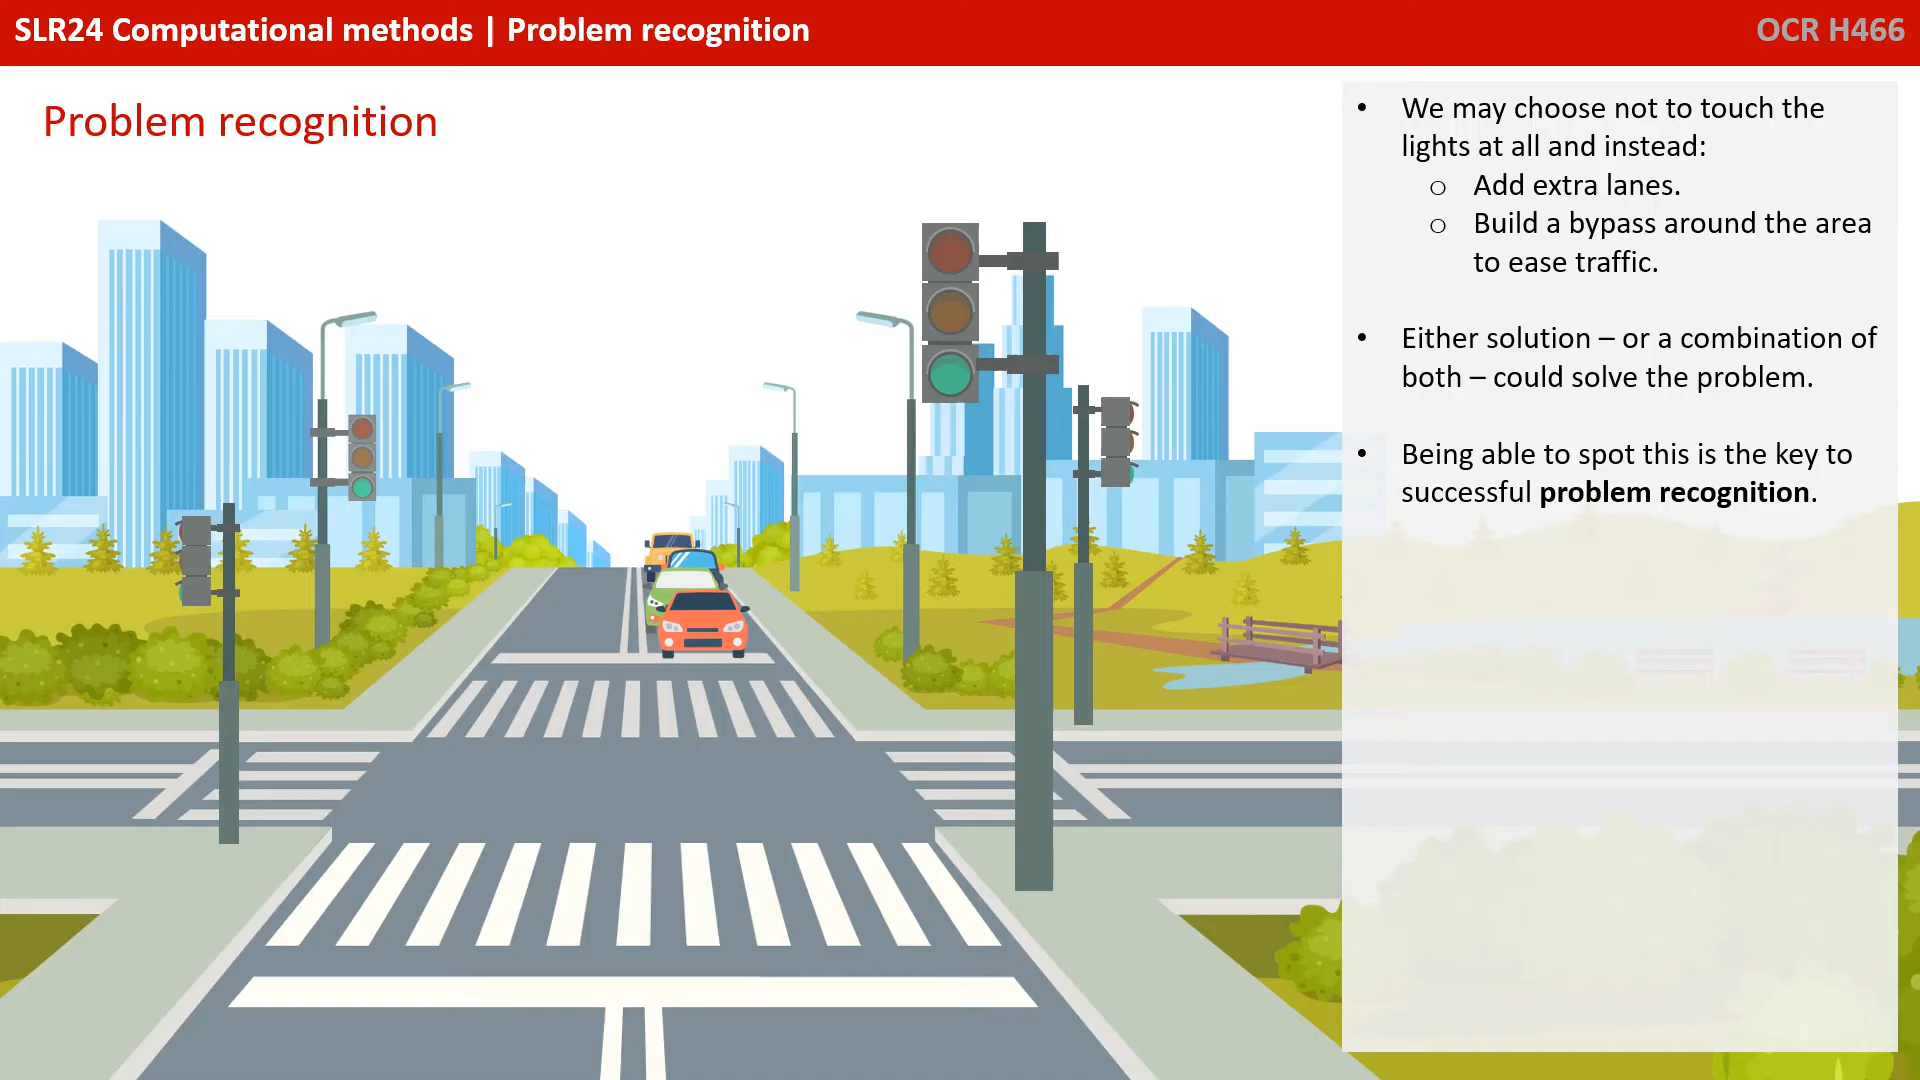 SLR24 Computational methods | Problem recognition
OCR H466
Problem recognition
• We may choose not to touch the
lights at all and instead:
o Add extra lanes.
o Build a bypass around the area
to ease traffic.
• Either solution – or a combination of
both – could solve the problem.
• Being able to spot this is the key to
successful problem recognition.